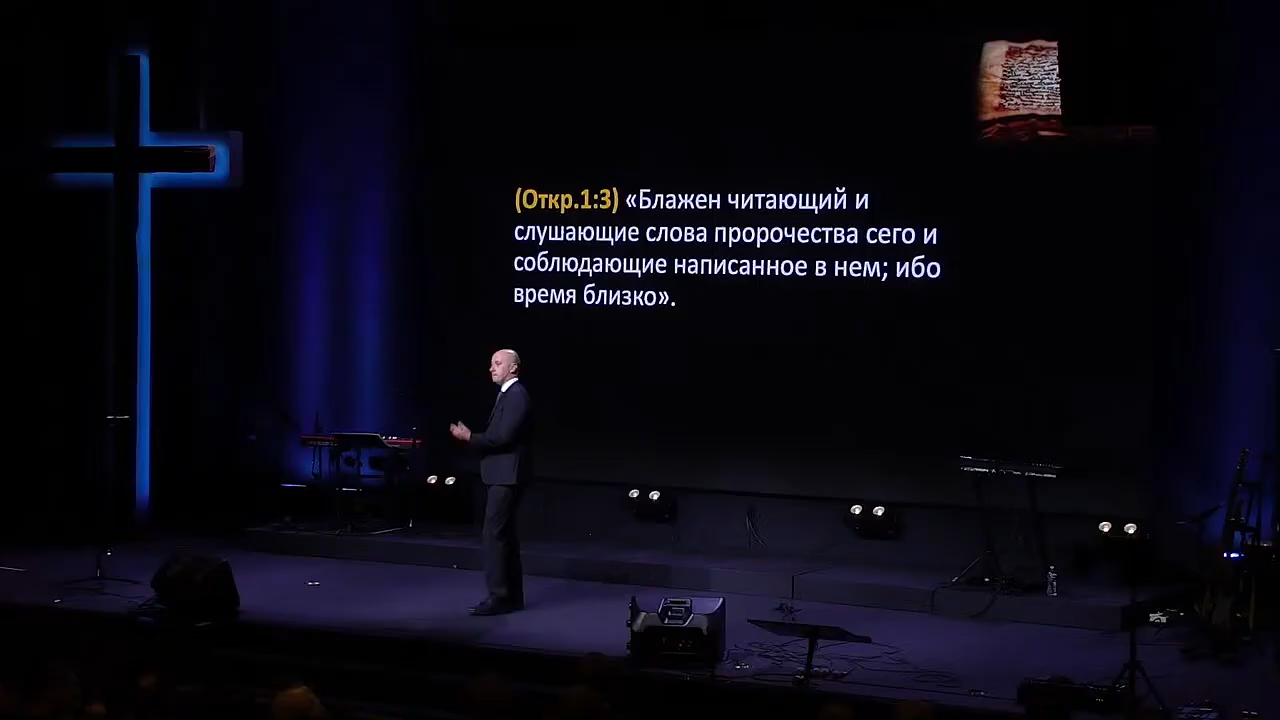 (Откр.1:3) «Блажен читающий и
слушающие слова пророчества сего и
соблюдающие написанное в нем; ибо
время близко».